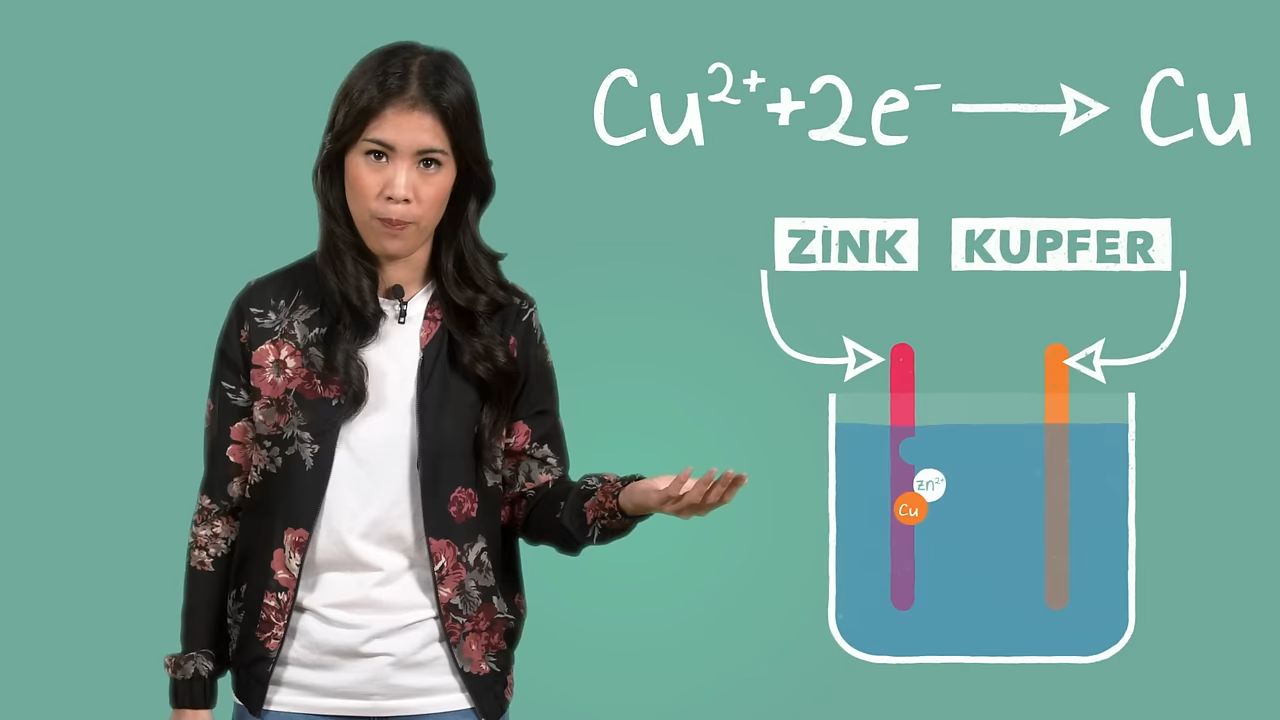 Cu²⁺+2e⁻ → Cu
ZINK KUPFER
Zn²⁺
Cu